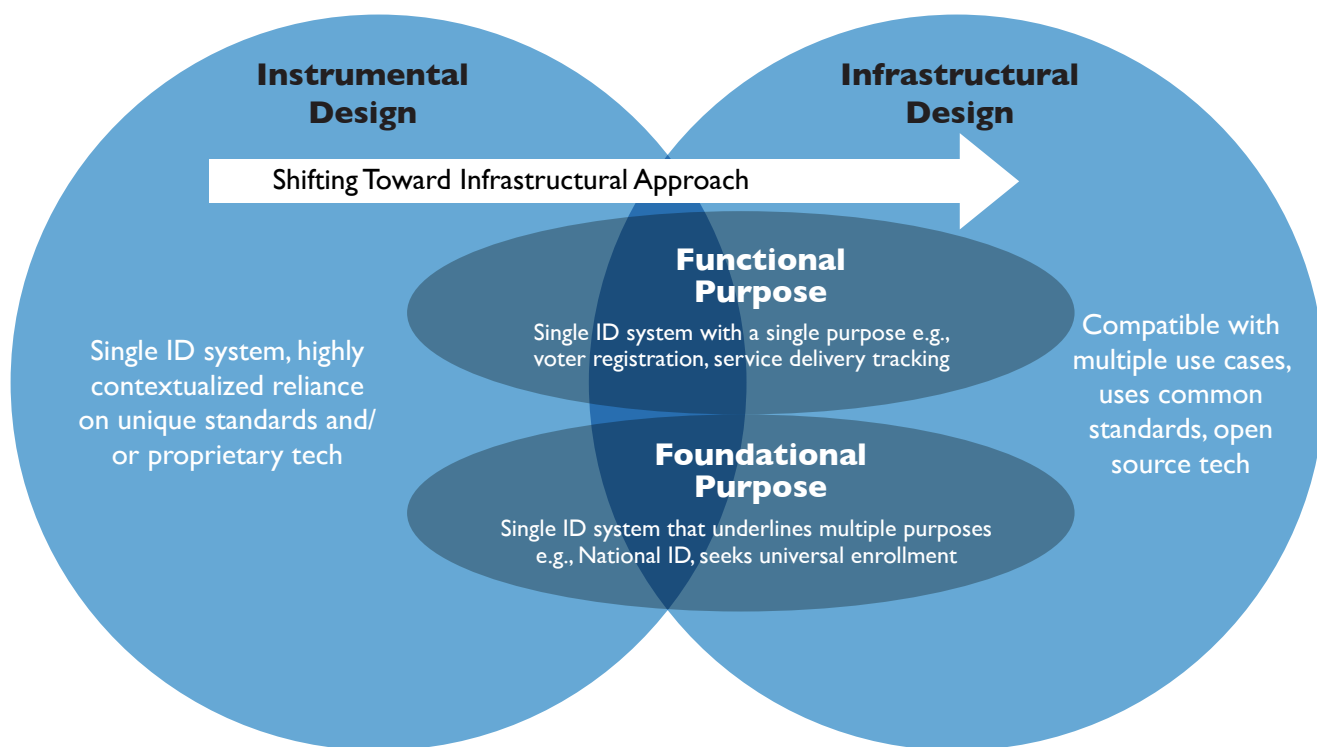 Instrumental
Design
Infrastructural
Design
Shifting Toward Infrastructural Approach
Functional
Purpose
Single ID system with a single purpose e.g.,
voter registration, service delivery tracking
Single ID system, highly
contextualized reliance
on unique standards and/
or proprietary tech
Compatible with
multiple use cases,
uses common
standards, open
source tech
Foundational
Purpose
Single ID system that underlines multiple purposes
e.g., National ID, seeks universal enrollment